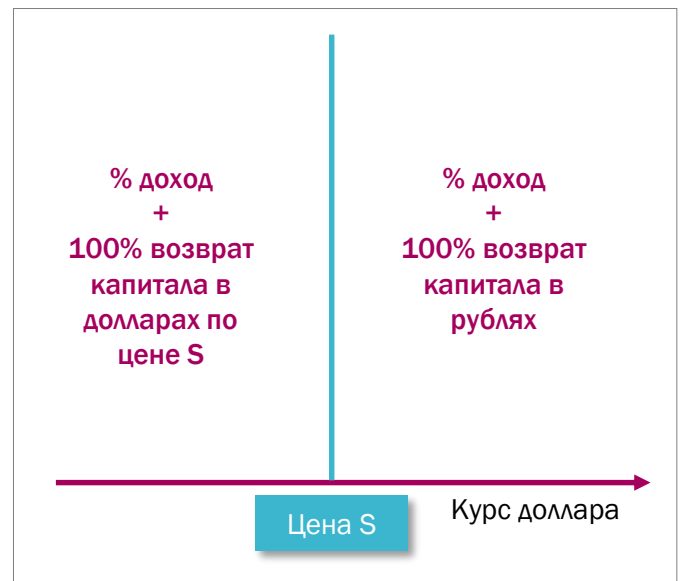 % доход
+
100% возврат
капитала в
долларах по
цене S
% доход
+
100% возврат
капитала в
рублях
Цена S
Курс доллара